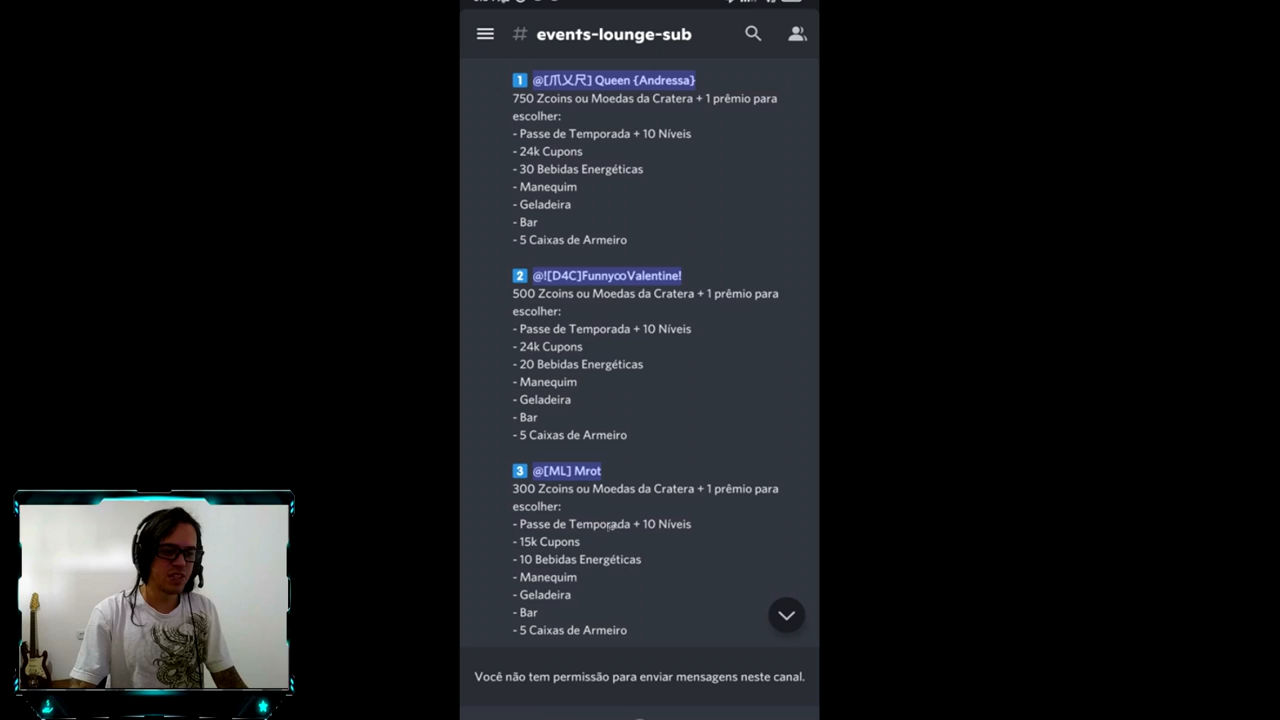 # events-lounge-sub
1 @[爪乂尺] Queen {Andressa}
750 Zcoins ou Moedas da Cratera + 1 prêmio para
escolher:
- Passe de Temporada + 10 Níveis
- 24k Cupons
- 30 Bebidas Energéticas
- Manequim
- Geladeira
- Bar
- 5 Caixas de Armeiro
2 @![D4C]Funny∞Valentine!
500 Zcoins ou Moedas da Cratera + 1 prêmio para
escolher:
- Passe de Temporada + 10 Níveis
- 24k Cupons
- 20 Bebidas Energéticas
- Manequim
- Geladeira
- Bar
- 5 Caixas de Armeiro
3 @[ML] Mrot
300 Zcoins ou Moedas da Cratera + 1 prêmio para
escolher:
- Passe de Temporada + 10 Níveis
- 15k Cupons
- 10 Bebidas Energéticas
- Manequim
- Geladeira
- Bar
- 5 Caixas de Armeiro
Você não tem permissão para enviar mensagens neste canal.